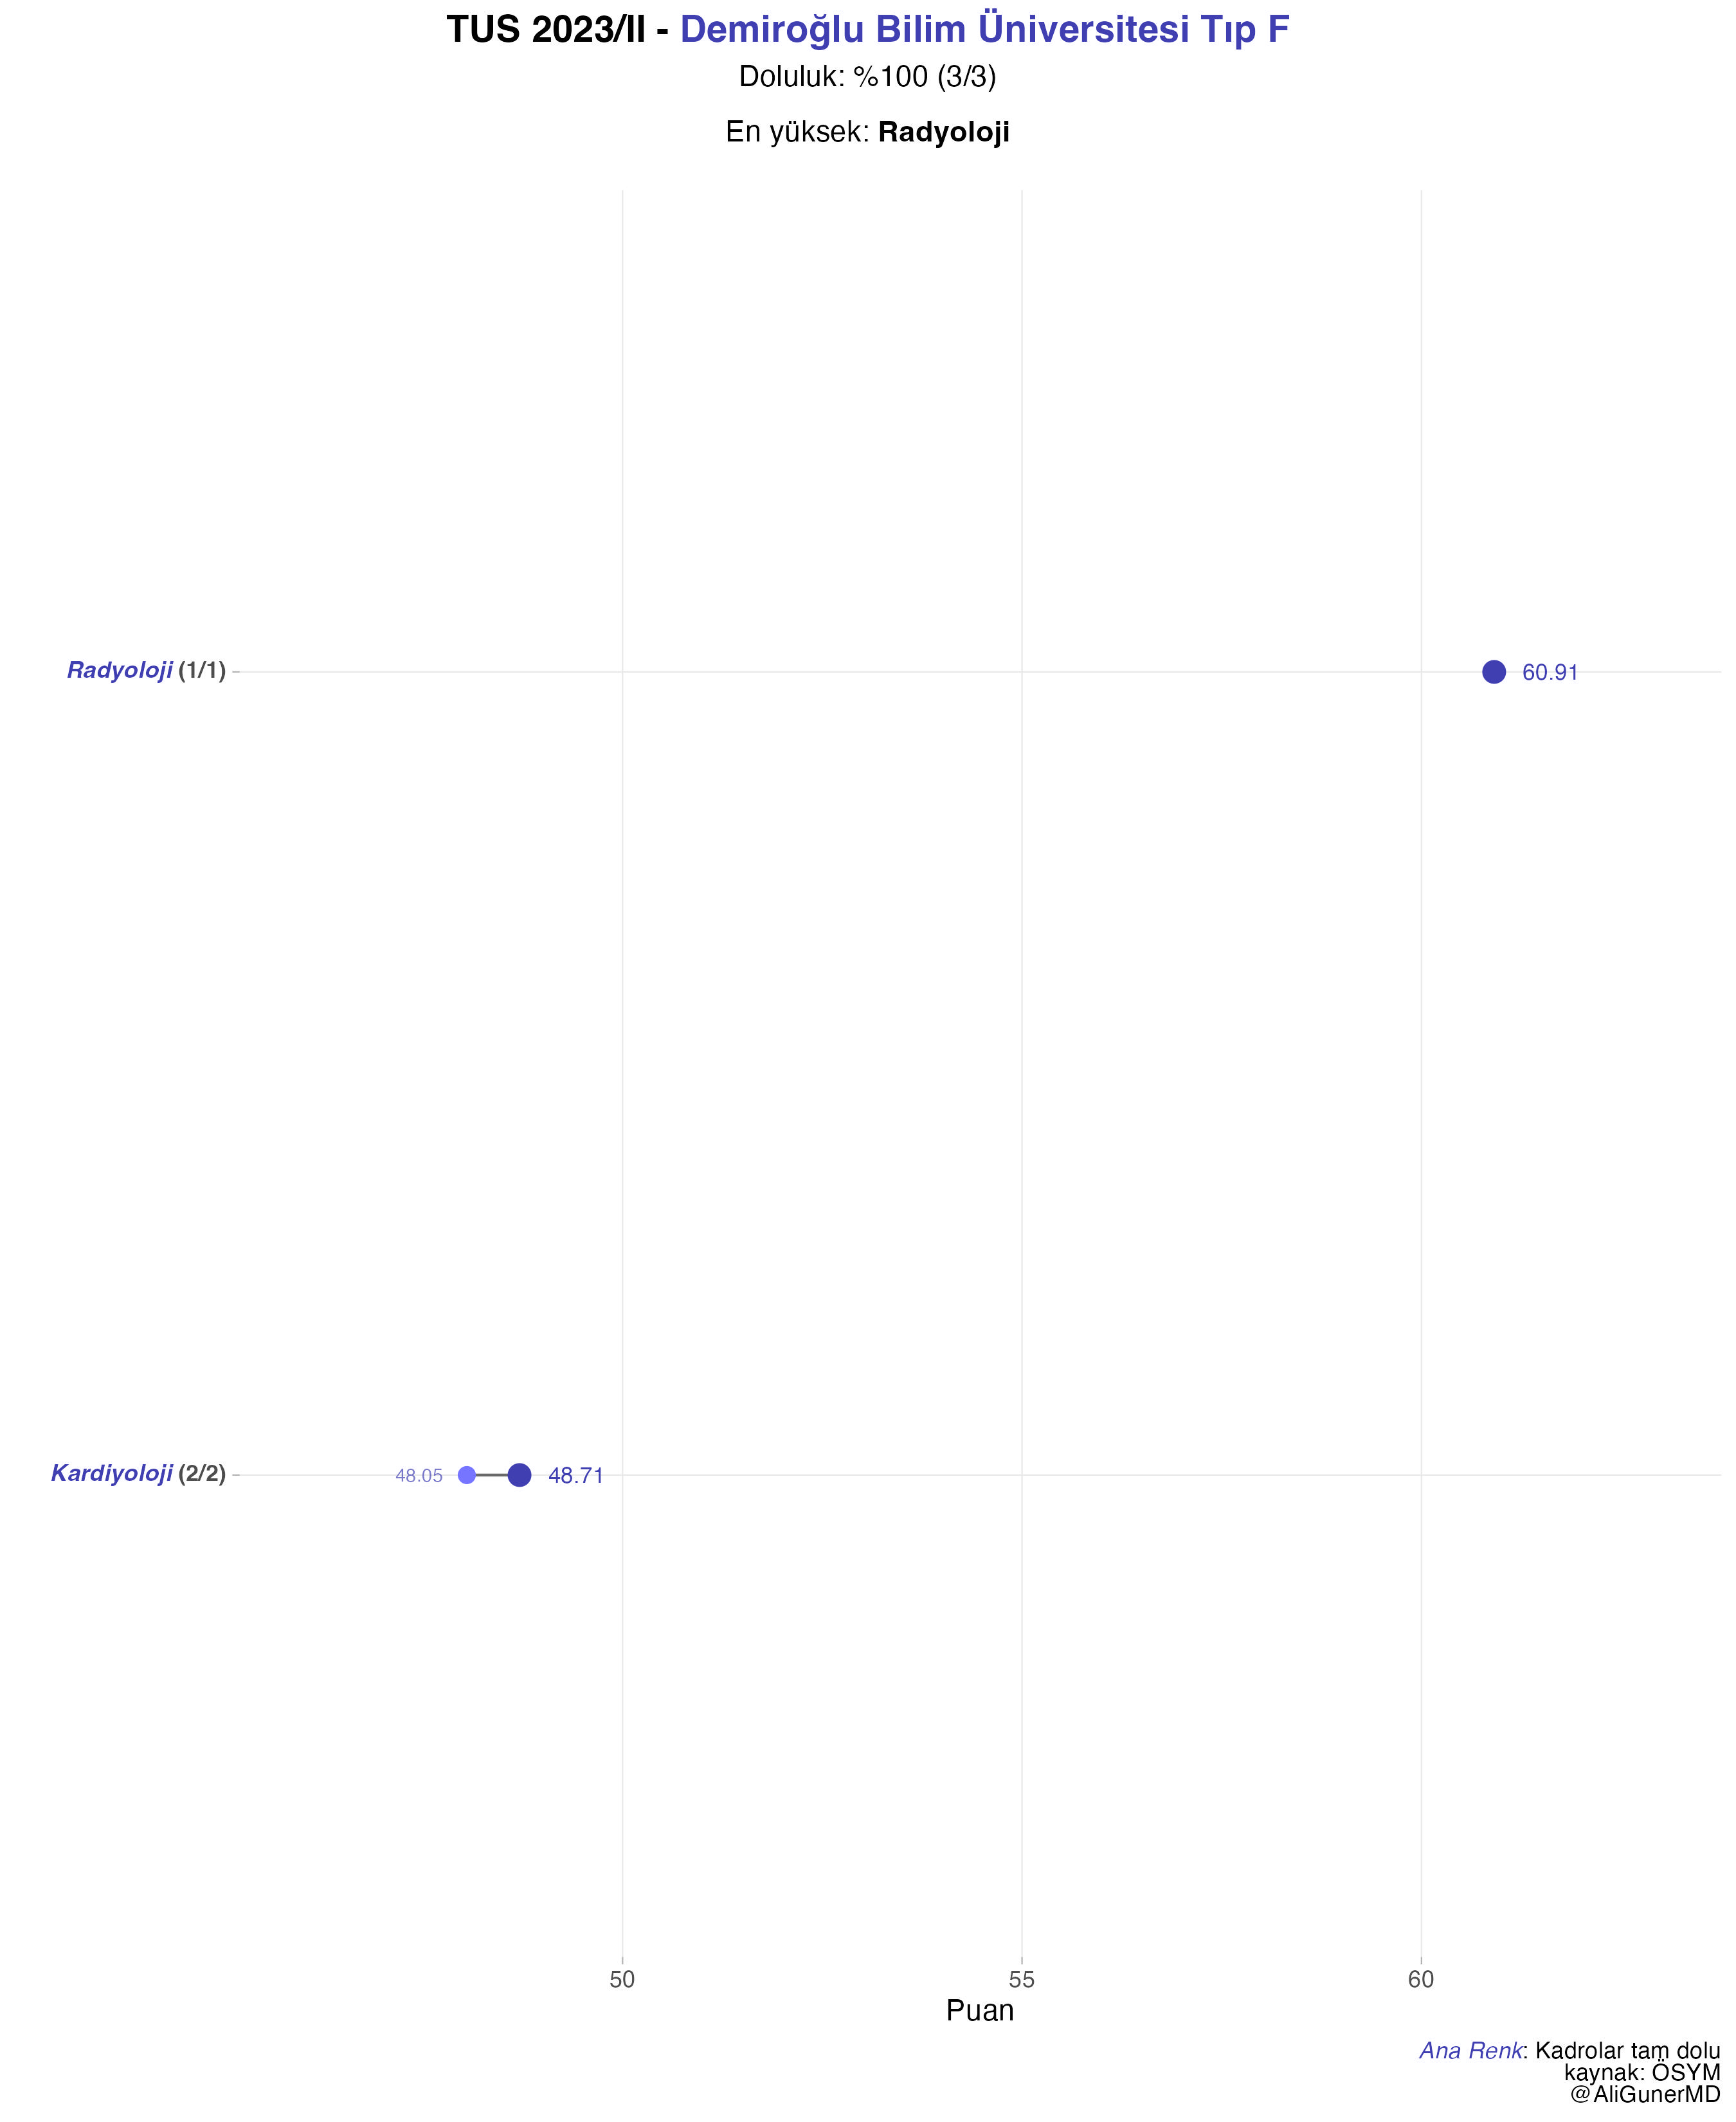 TUS 2023/II - Demiroğlu Bilim Üniversitesi Tıp F
Doluluk: %100 (3/3)
En yüksek: Radyoloji
Radyoloji (1/1)
60.91
Kardiyoloji (2/2)
48.05
48.71
50
55
60
Puan
Ana Renk: Kadrolar tam dolu
kaynak: ÖSYM
@AliGunerMD